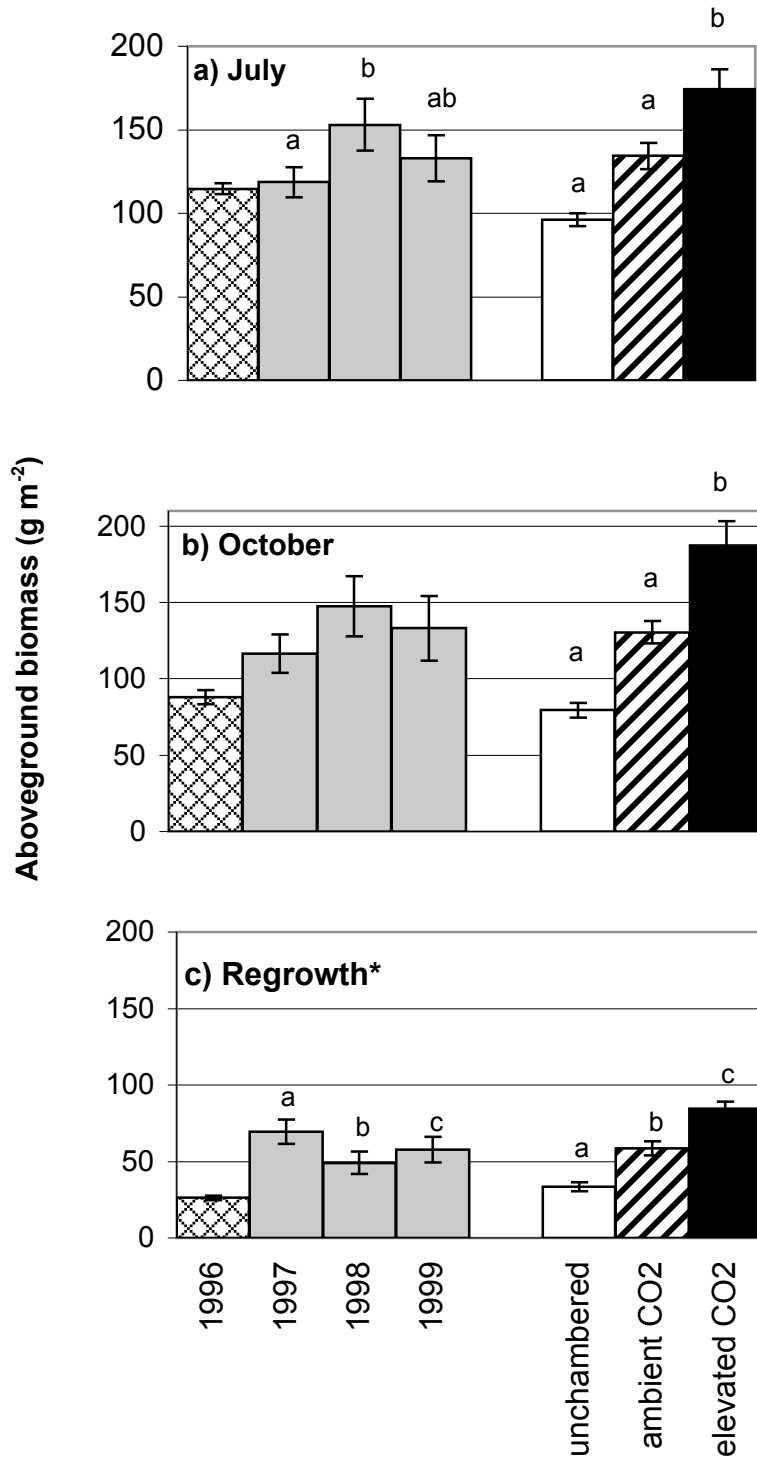 Aboveground biomass (g m-2)
a) July
200
150
100
50
0
a
b
ab
a
a
b
b) October
200
150
100
50
0
a
a
b
c) Regrowth*
200
150
100
50
0
a
b
c
a
b
c
1996
1997
1998
1999
unchambered
ambient CO2
elevated CO2